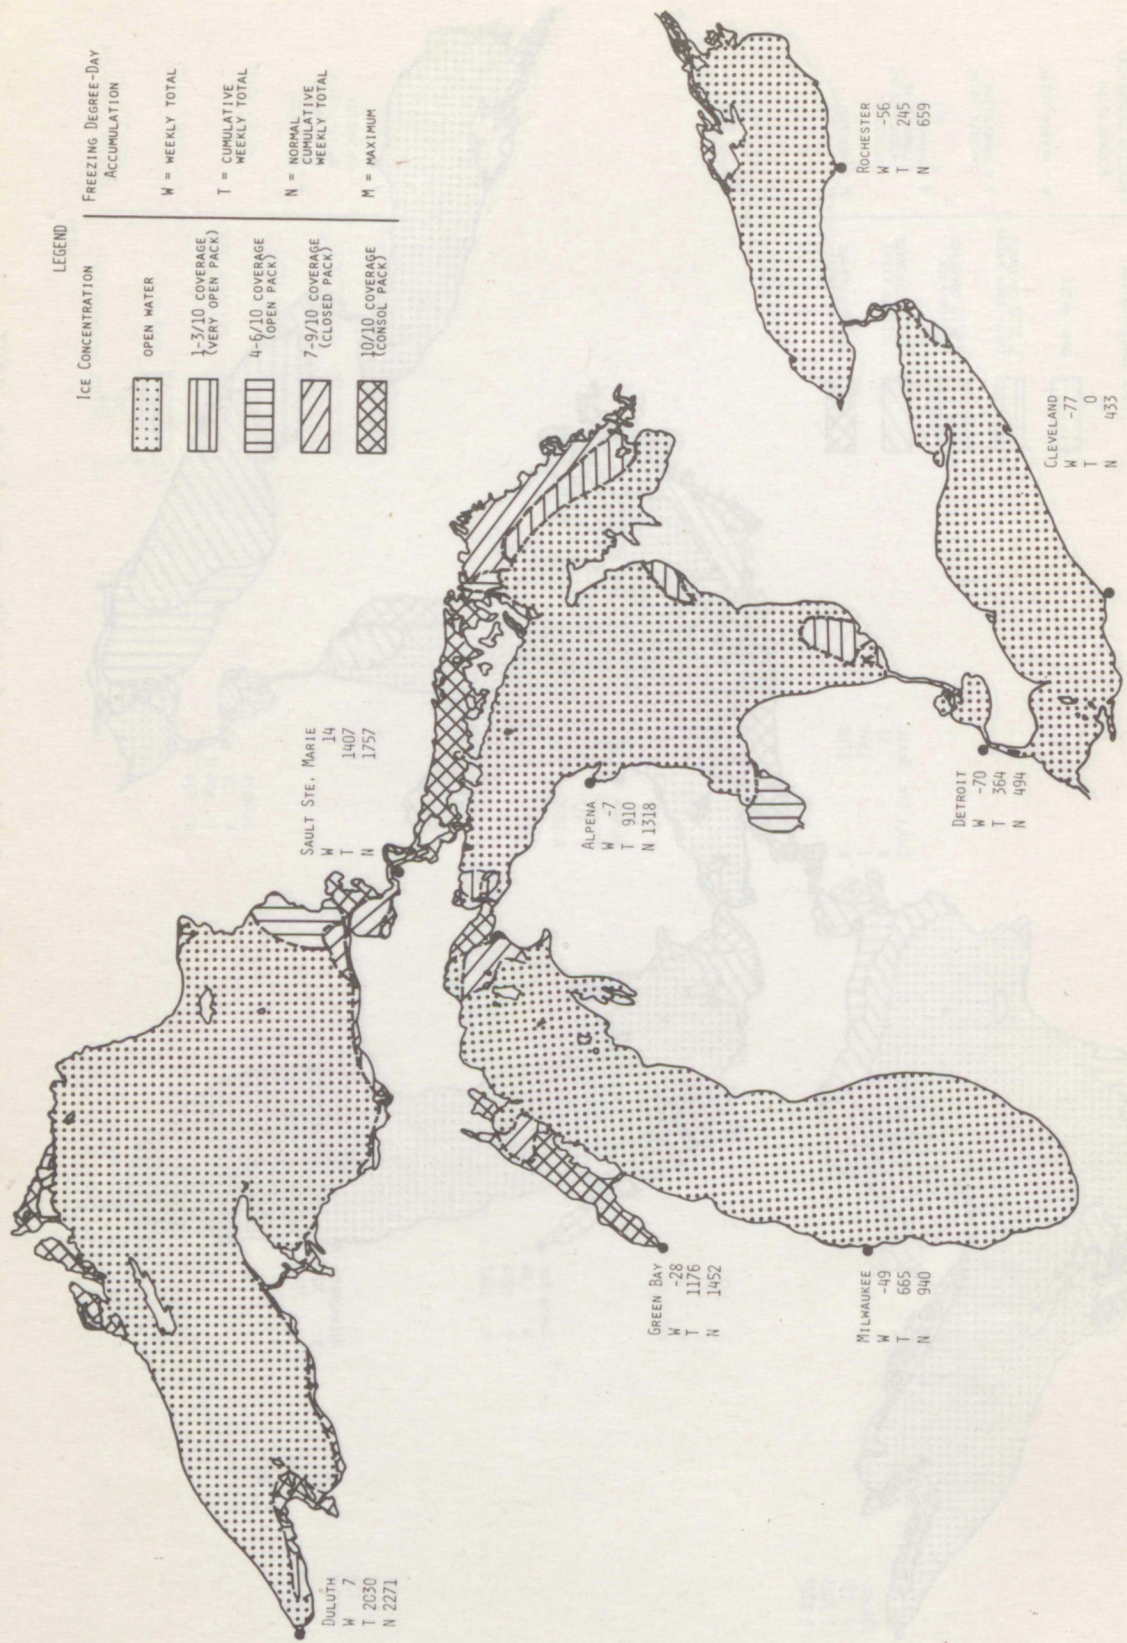 LEGEND
ICE CONCENTRATION
OPEN WATER
1-3/10 COVERAGE
(VERY OPEN PACK)
4-6/10 COVERAGE
(OPEN PACK)
7-9/10 COVERAGE
(CLOSED PACK)
10/10 COVERAGE
(CONSOL PACK)
FREEZING DEGREE-DAY
ACCUMULATION
W = WEEKLY TOTAL
T = CUMULATIVE
WEEKLY TOTAL
N = NORMAL
CUMULATIVE
WEEKLY TOTAL
M = MAXIMUM
DULUTH
W 7
T 2030
N 2271
SAULT STE. MARIE
W 14
T 1407
N 1757
GREEN BAY
W -28
T 1176
N 1452
MILWAUKEE
W -49
T 665
N 940
ALPENA
W -7
T 910
N 1318
DETROIT
W -70
T 364
N 494
CLEVELAND
W -77
T 0
N 433
ROCHESTER
W -56
T 245
N 659